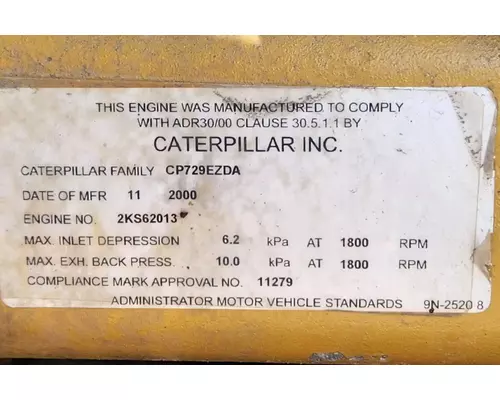 THIS ENGINE WAS MANUFACTURED TO COMPLY
WITH ADR30/00 CLAUSE 30.5.1.1 BY
CATERPILLAR INC.
CATERPILLAR FAMILY CP729EZDA
DATE OF MFR 11 2000
ENGINE NO. 2KS62013
MAX. INLET DEPRESSION 6.2 kPa AT 1800 RPM
MAX. EXH. BACK PRESS. 10.0 kPa AT 1800 RPM
COMPLIANCE MARK APPROVAL NO. 11279
ADMINISTRATOR MOTOR VEHICLE STANDARDS 9N-2520 8